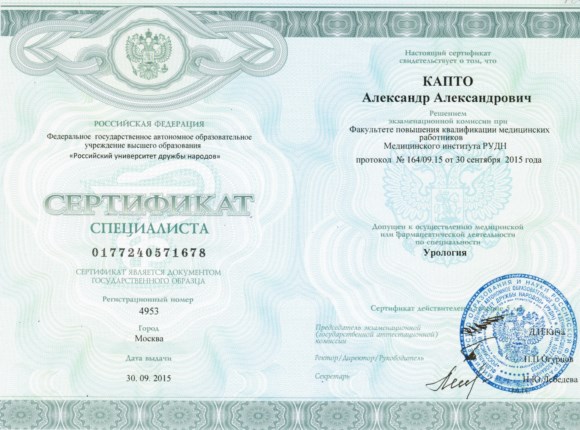 РОССИЙСКАЯ ФЕДЕРАЦИЯ
Федеральное государственное автономное образовательное
учреждение высшего образования
«Российский университет дружбы народов»
СЕРТИФИКАТ
СПЕЦИАЛИСТА
0177240571678
СЕРТИФИКАТ ЯВЛЯЕТСЯ ДОКУМЕНТОМ
ГОСУДАРСТВЕННОГО ОБРАЗЦА
Регистрационный номер
4953
Город
Москва
Дата выдачи
30. 09. 2015
Настоящий сертификат
свидетельствует о том, что
КАПТО
Александр Александрович
Решением
экзаменационной комиссии при
Факультете повышения квалификации медицинских
работников
Медицинского института РУДН
протокол № 164/09.15 от 30 сентября 2015 года
Допущен к осуществлению медицинской
или фармацевтической деятельности
по специальности
Урология
Сертификат действителен
Председатель экзаменационной
(Государственной аттестационной)
комиссии
Ректор/Директор/Руководитель
П.П.Огурцов
Секретарь
Лебедева